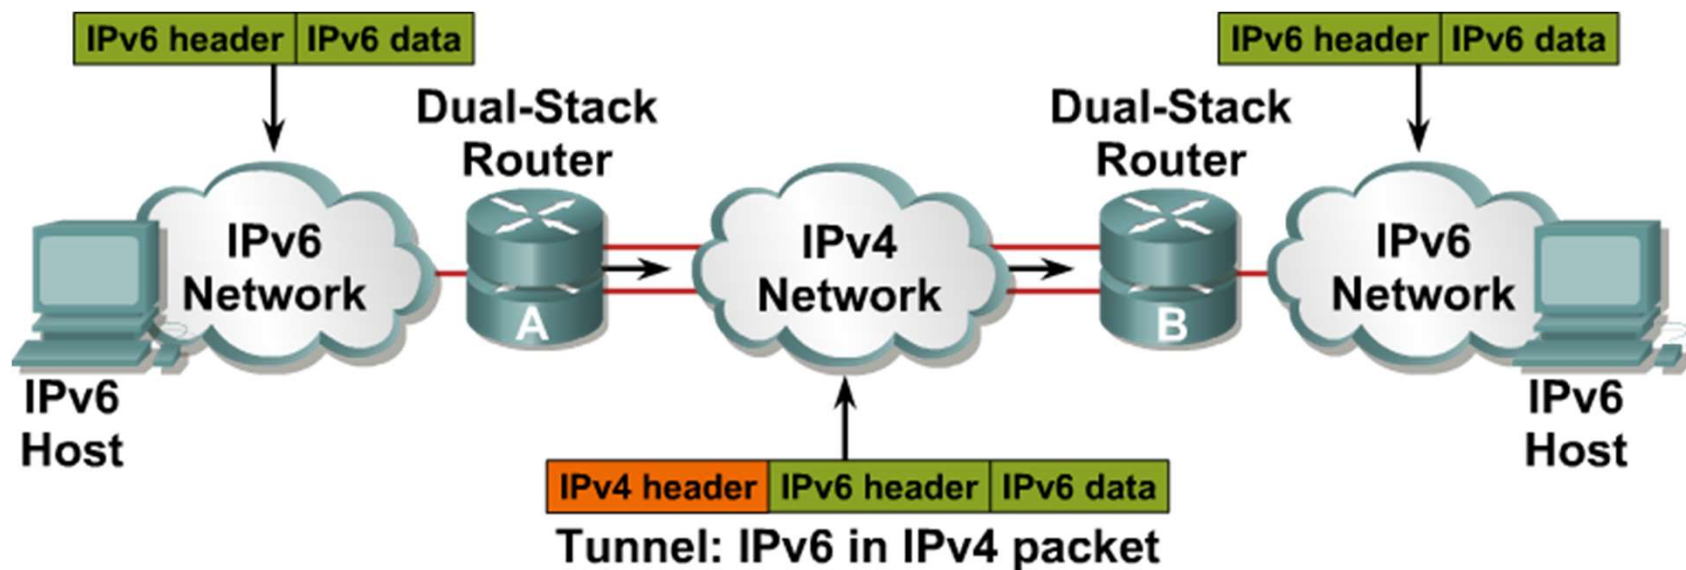 IPv6 header IPv6 data
IPv6 header IPv6 data
Dual-Stack
Router
Dual-Stack
Router
IPv6
Network
IPv4
Network
IPv6
Network
A
B
IPv6
Host
IPv6
Host
IPv4 header IPv6 header IPv6 data
Tunnel: IPv6 in IPv4 packet